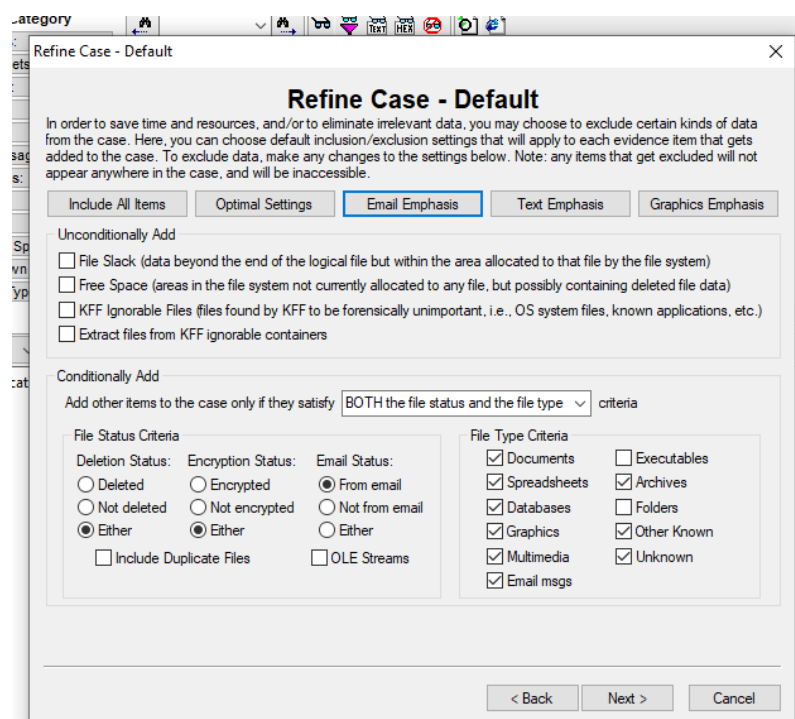 ategory
TEXT HEX
Refine Case - Default
ets
Refine Case - Default
In order to save time and resources, and/or to eliminate irrelevant data, you may choose to exclude certain kinds of data
from the case. Here, you can choose default inclusion/exclusion settings that will apply to each evidence item that gets
added to the case. To exclude data, make any changes to the settings below. Note: any items that get excluded will not
appear anywhere in the case, and will be inaccessible.
sag
s:
Include All Items Optimal Settings Email Emphasis Text Emphasis Graphics Emphasis
Unconditionally Add
Sp
File Slack (data beyond the end of the logical file but within the area allocated to that file by the file system)
wn
Free Space (areas in the file system not currently allocated to any file, but possibly containing deleted file data)
Typ
KFF Ignorable Files (files found by KFF to be forensically unimportant, i.e., OS system files, known applications, etc.)
Extract files from KFF ignorable containers
Conditionally Add
cat
Add other items to the case only if they satisfy BOTH the file status and the file type criteria
File Status Criteria File Type Criteria
Deletion Status: Encryption Status: Email Status: Documents Executables
Deleted Encrypted From email Spreadsheets Archives
Not deleted Not encrypted Not from email Databases Folders
Either Either Either Graphics Other Known
Include Duplicate Files OLE Streams Multimedia Unknown
Email msgs
< Back Next > Cancel